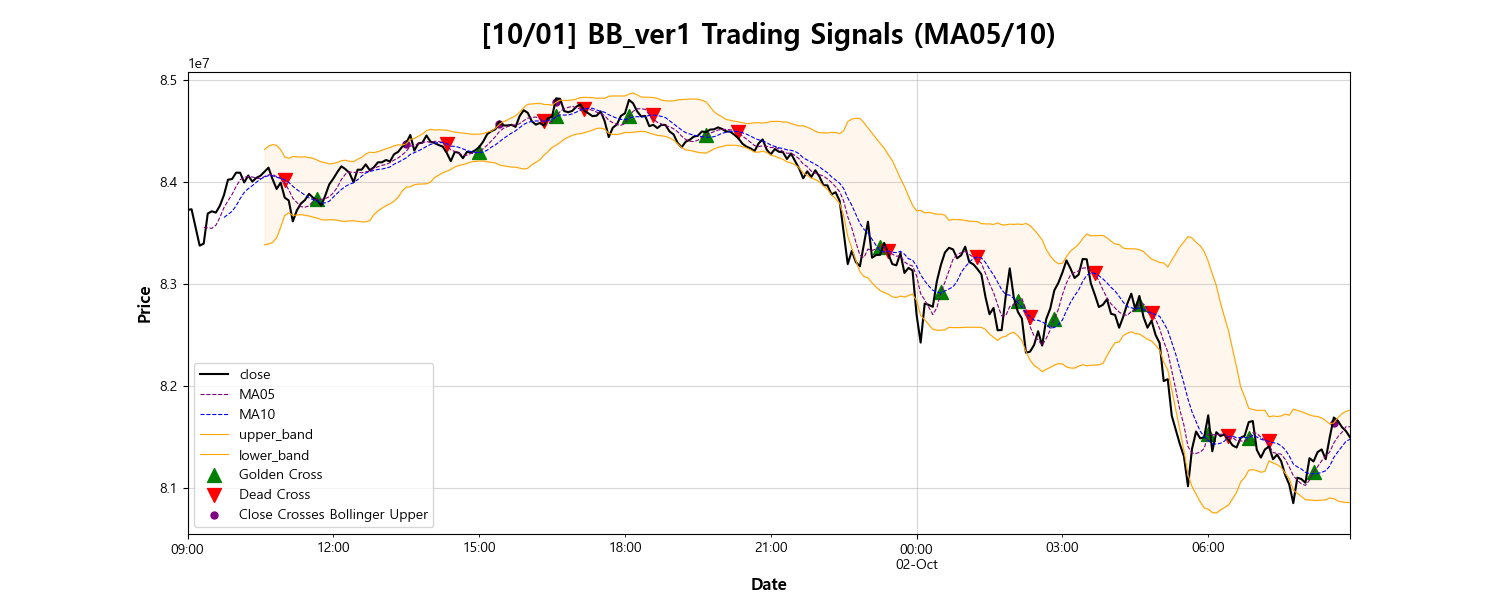 [10/01] BB_ver1 Trading Signals (MA05/10)
1e7
8.5
8.4
8.3
8.2
8.1
Price
close
MA05
MA10
upper_band
lower_band
Golden Cross
Dead Cross
Close Crosses Bollinger Upper
09:00 12:00 15:00 18:00 21:00 00:00 03:00 06:00
02-Oct
Date